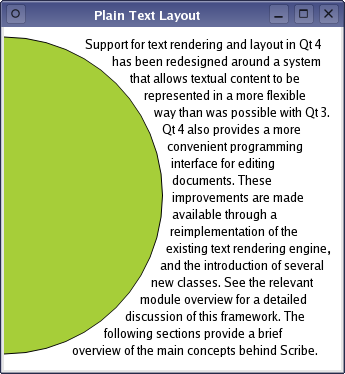 Plain Text Layout
Support for text rendering and layout in Qt 4
has been redesigned around a system
that allows textual content to be
represented in a more flexible
way than was possible with Qt 3.
Qt 4 also provides a more
convenient programming
interface for editing
documents. These
improvements are made
available through a
reimplementation of the
existing text rendering engine,
and the introduction of several
new classes. See the relevant
module overview for a detailed
discussion of this framework. The
following sections provide a brief
overview of the main concepts behind Scribe.